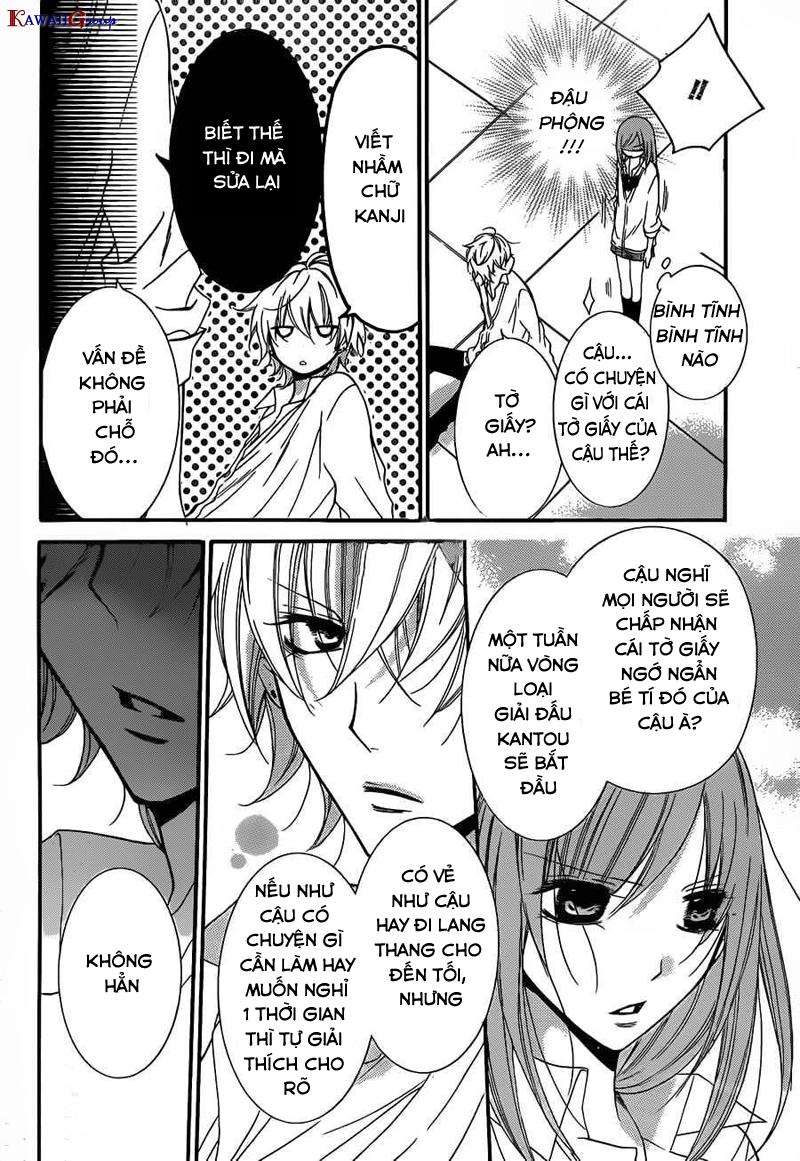 KAWAIIGroup
!!!
ĐẬU
PHỘNG
!!!
BÌNH TĨNH
BÌNH TĨNH
NÀO
CẬU...
CÓ CHUYỆN
GÌ VỚI CÁI
TỜ GIẤY CỦA
CẬU THẾ?
TỜ
GIẤY?
AH...
VIẾT
NHẦM
CHỮ
KANJI
BIẾT THẾ
THÌ ĐI MÀ
SỬA LẠI
VẤN ĐỀ
KHÔNG
PHẢI
CHỖ
ĐÓ...
CẬU NGHĨ
MỌI NGƯỜI SẼ
CHẤP NHẬN
CÁI TỜ GIẤY
NGỚ NGẨN
BÉ TÍ ĐÓ CỦA
CẬU À?
MỘT TUẦN
NỮA VÒNG
LOẠI
GIẢI ĐẤU
KANTOU
SẼ BẮT
ĐẦU
CÓ VẺ
NHƯ CẬU
HAY ĐI LANG
THANG CHO
ĐẾN TỐI,
NHƯNG
NẾU NHƯ
CẬU CÓ
CHUYỆN GÌ
CẦN LÀM HAY
MUỐN NGHỈ
1 THỜI GIAN
THÌ TỰ GIẢI
THÍCH CHO
RÕ
KHÔNG
HẲN